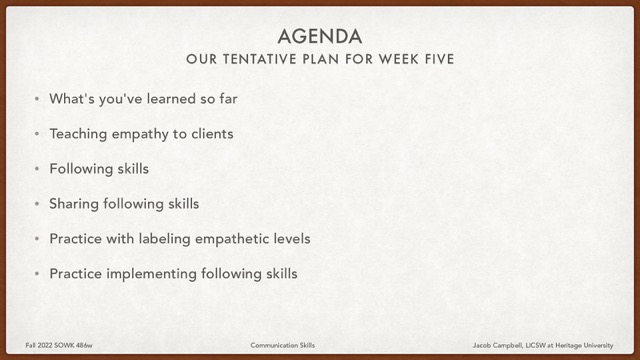 AGENDA
OUR TENTATIVE PLAN FOR WEEK FIVE
• What's you've learned so far
• Teaching empathy to clients
• Following skills
• Sharing following skills
• Practice with labeling empathetic levels
• Practice implementing following skills
Fall 2022 SOWK 486w
Communication Skills
Jacob Campbell, LICSW at Heritage University